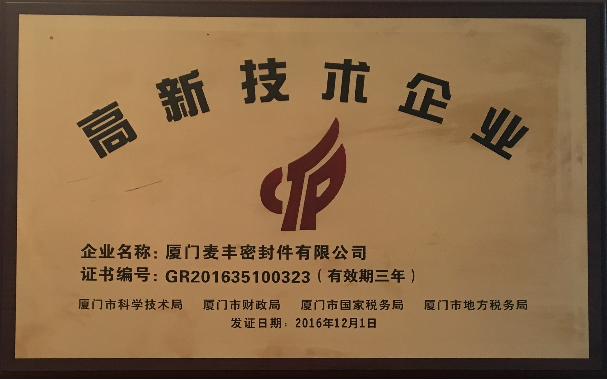 高新技术企业
CTP
企业名称：厦门麦丰密封件有限公司
证书编号：GR201635100323（有效期三年）
厦门市科学技术局 厦门市财政局 厦门市国家税务局 厦门市地方税务局
发证日期：2016年12月1日